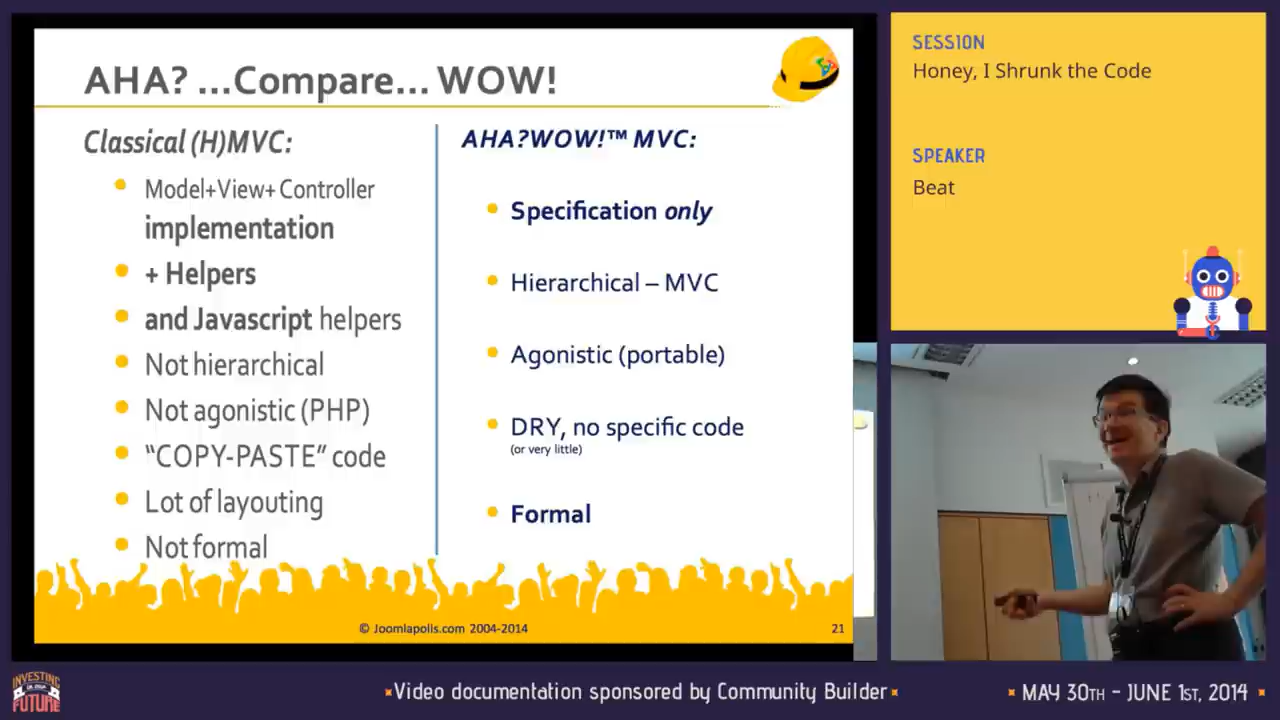 AHA? ...Compare... WOW!
Classical (H)MVC:
Model+View+ Controller
implementation
+ Helpers
and Javascript helpers
Not hierarchical
Not agonistic (PHP)
“COPY-PASTE” code
Lot of layouting
Not formal
AHA?WOW!™ MVC:
Specification only
Hierarchical – MVC
Agonistic (portable)
DRY, no specific code
(or very little)
Formal
© Joomlapolis.com 2004-2014
21
SESSION
Honey, I Shrunk the Code
SPEAKER
Beat
INVESTING
IN OUR
FUTURE
Video documentation sponsored by Community Builder
MAY 30TH - JUNE 1ST, 2014